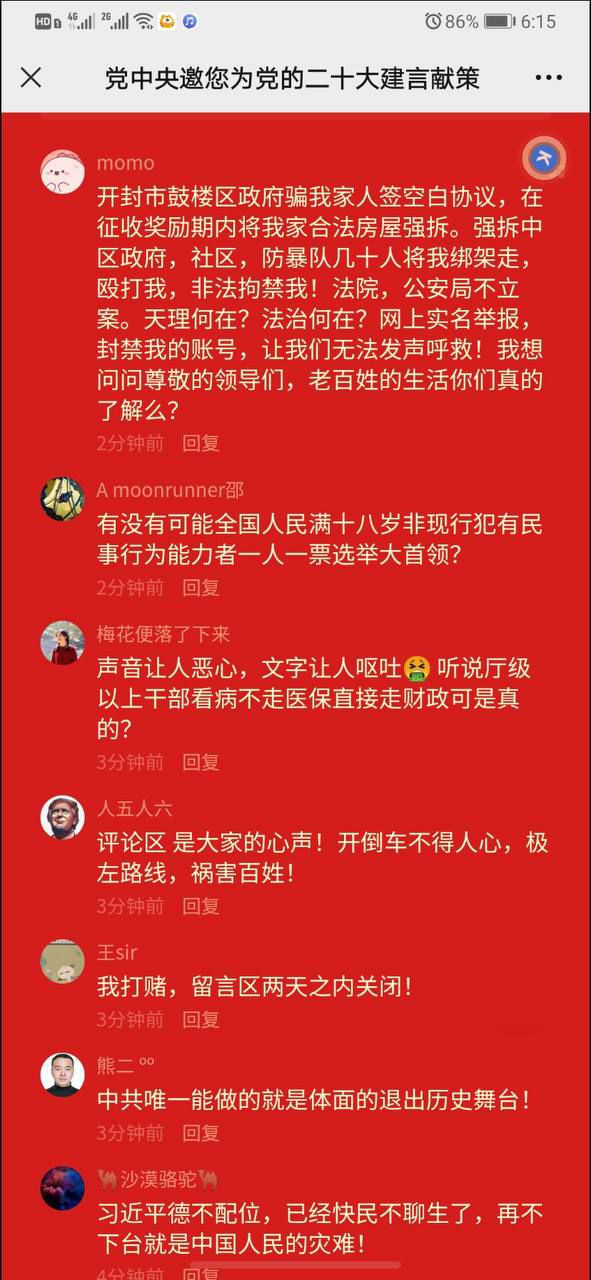 HD 4G 2G 86% 6:15
党中央邀您为党的二十大建言献策
momo
开封市鼓楼区政府骗我家人签空白协议，在
征收奖励期内将我家合法房屋强拆。强拆中
区政府，社区，防暴队几十人将我绑架走，
殴打我，非法拘禁我！法院，公安局不立
案。天理何在？法治何在？网上实名举报，
封禁我的账号，让我们无法发声呼救！我想
问问尊敬的领导们，老百姓的生活你们真的
了解么？
2分钟前 回复
A moonrunner邵
有没有可能全国人民满十八岁非现行犯有民
事行为能力者一人一票选举大首领？
2分钟前 回复
梅花便落了下来
声音让人恶心，文字让人呕吐🤮 听说厅级
以上干部看病不走医保直接走财政可是真
的？
3分钟前 回复
人五人六
评论区 是大家的心声！开倒车不得人心，极
左路线，祸害百姓！
3分钟前 回复
王sir
我打赌，留言区两天之内关闭！
3分钟前 回复
熊二 ºº
中共唯一能做的就是体面的退出历史舞台！
3分钟前 回复
🐫沙漠骆驼🐫
习近平德不配位，已经快民不聊生了，再不
下台就是中国人民的灾难！
4分钟前 回复